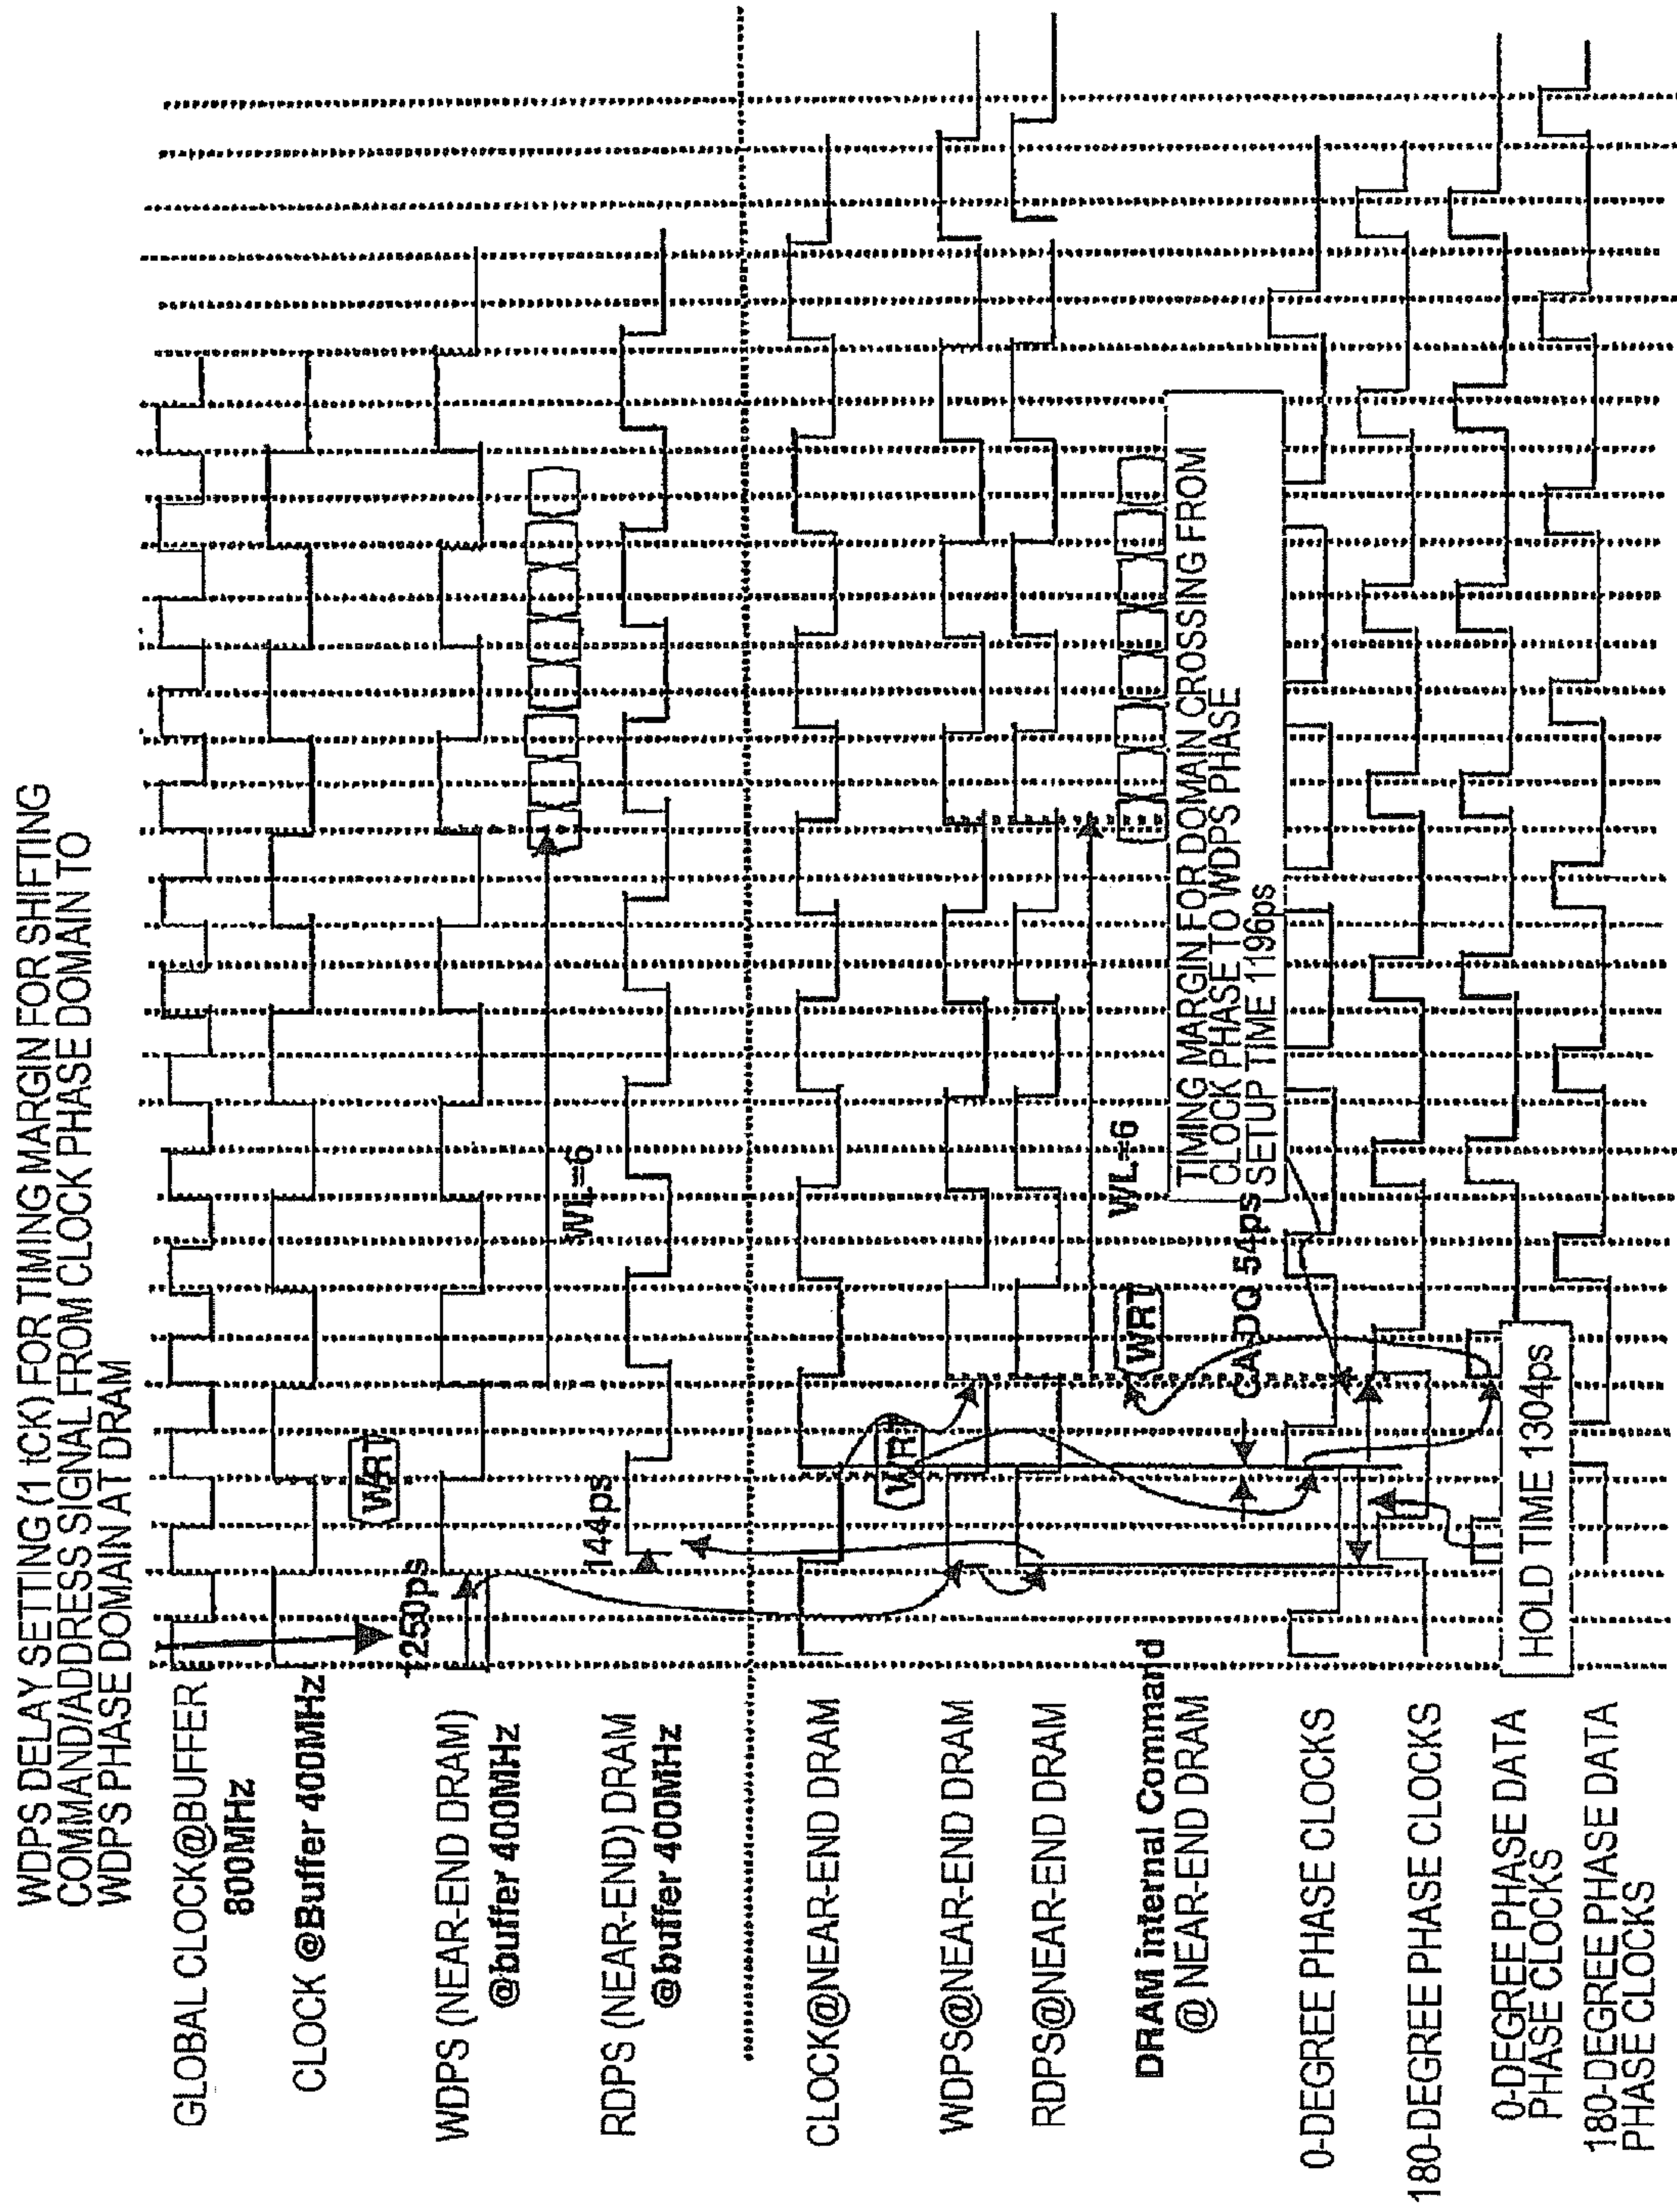 WDPS DELAY SETTING (1 tCK) FOR TIMING MARGIN FOR SHIFTING
COMMAND/ADDRESS SIGNAL FROM CLOCK PHASE DOMAIN TO
WDPS PHASE DOMAIN AT DRAM
GLOBAL CLOCK@BUFFER
800MHz
CLOCK @Buffer 400MHz
WRT
1250ps
WDPS (NEAR-END DRAM)
@buffer 400MHz
WL=6
144ps
RDPS (NEAR-END) DRAM
@buffer 400MHz
CLOCK@NEAR-END DRAM
WRT
WDPS@NEAR-END DRAM
RDPS@NEAR-END DRAM
WL=6
DRAM internal Command
@ NEAR-END DRAM
WRT
CADQ 54ps
TIMING MARGIN FOR DOMAIN CROSSING FROM
CLOCK PHASE TO WDPS PHASE
SETUP TIME 1196ps
0-DEGREE PHASE CLOCKS
180-DEGREE PHASE CLOCKS
0-DEGREE PHASE DATA
PHASE CLOCKS
HOLD TIME 1304ps
180-DEGREE PHASE DATA
PHASE CLOCKS